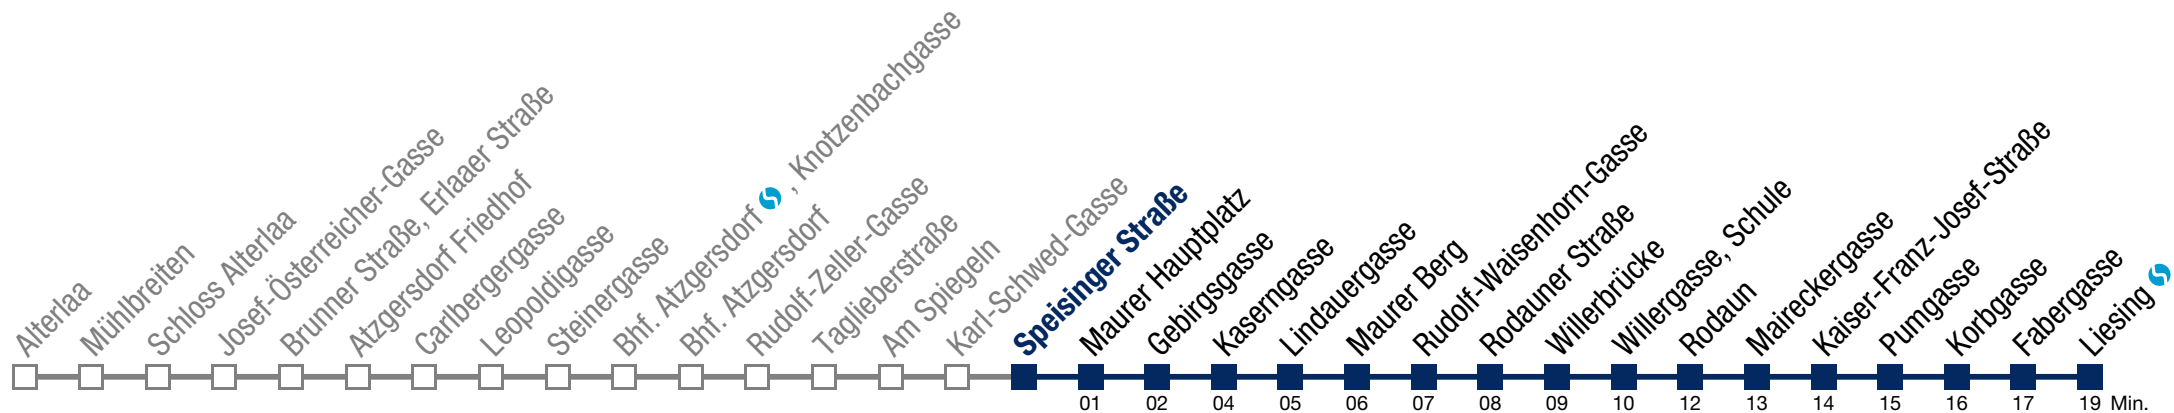 Alterlaa
Mühlbreiten
Schloss Alterlaa
Josef-Österreicher-Gasse
Brunner Straße, Erlaaer Straße
Atzgersdorf Friedhof
Carlbergergasse
Leopoldigasse
Steinergasse
Bhf. Atzgersdorf , Knotzenbachgasse
Bhf. Atzgersdorf
Rudolf-Zeller-Gasse
Taglieberstraße
Am Spiegeln
Karl-Schwed-Gasse
Speisinger Straße
Maurer Hauptplatz
Gebirgsgasse
Kaserngasse
Lindauergasse
Maurer Berg
Rudolf-Waisenhorn-Gasse
Rodauner Straße
Willerbrücke
Willergasse, Schule
Rodaun
Maireckergasse
Kaiser-Franz-Josef-Straße
Pumgasse
Korbgasse
Fabergasse
Liesing
01 02 04 05 06 07 08 09 10 12 13 14 15 16 17 19 Min.